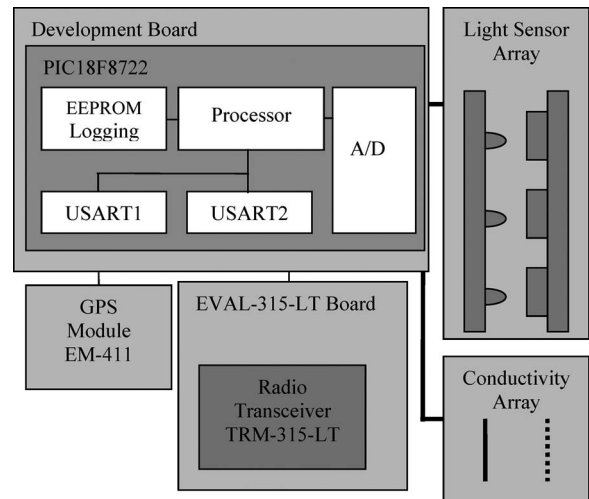 Development Board
PIC18F8722
EEPROM
Logging
Processor
A/D
USART1
USART2
Light Sensor
Array
GPS
Module
EM-411
EVAL-315-LT Board
Radio
Transceiver
TRM-315-LT
Conductivity
Array